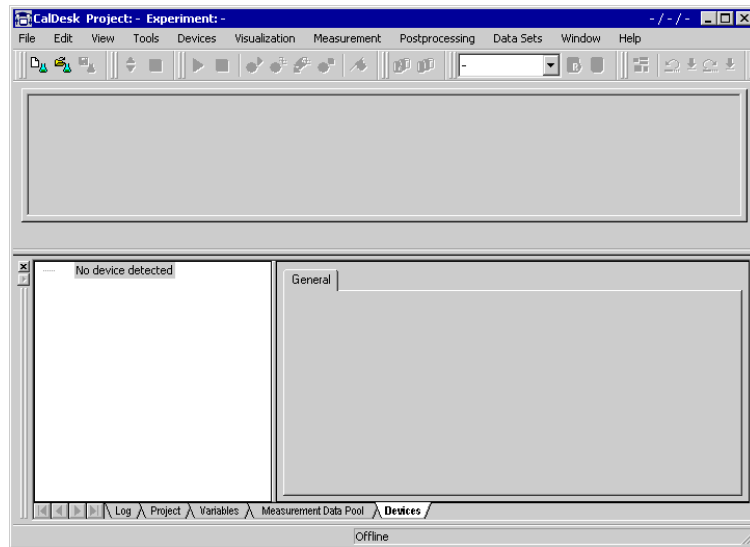 CalDesk Project: - Experiment: - - / - / -
File Edit View Tools Devices Visualization Measurement Postprocessing Data Sets Window Help
-
No device detected
General
Log Project Variables Measurement Data Pool Devices
Offline